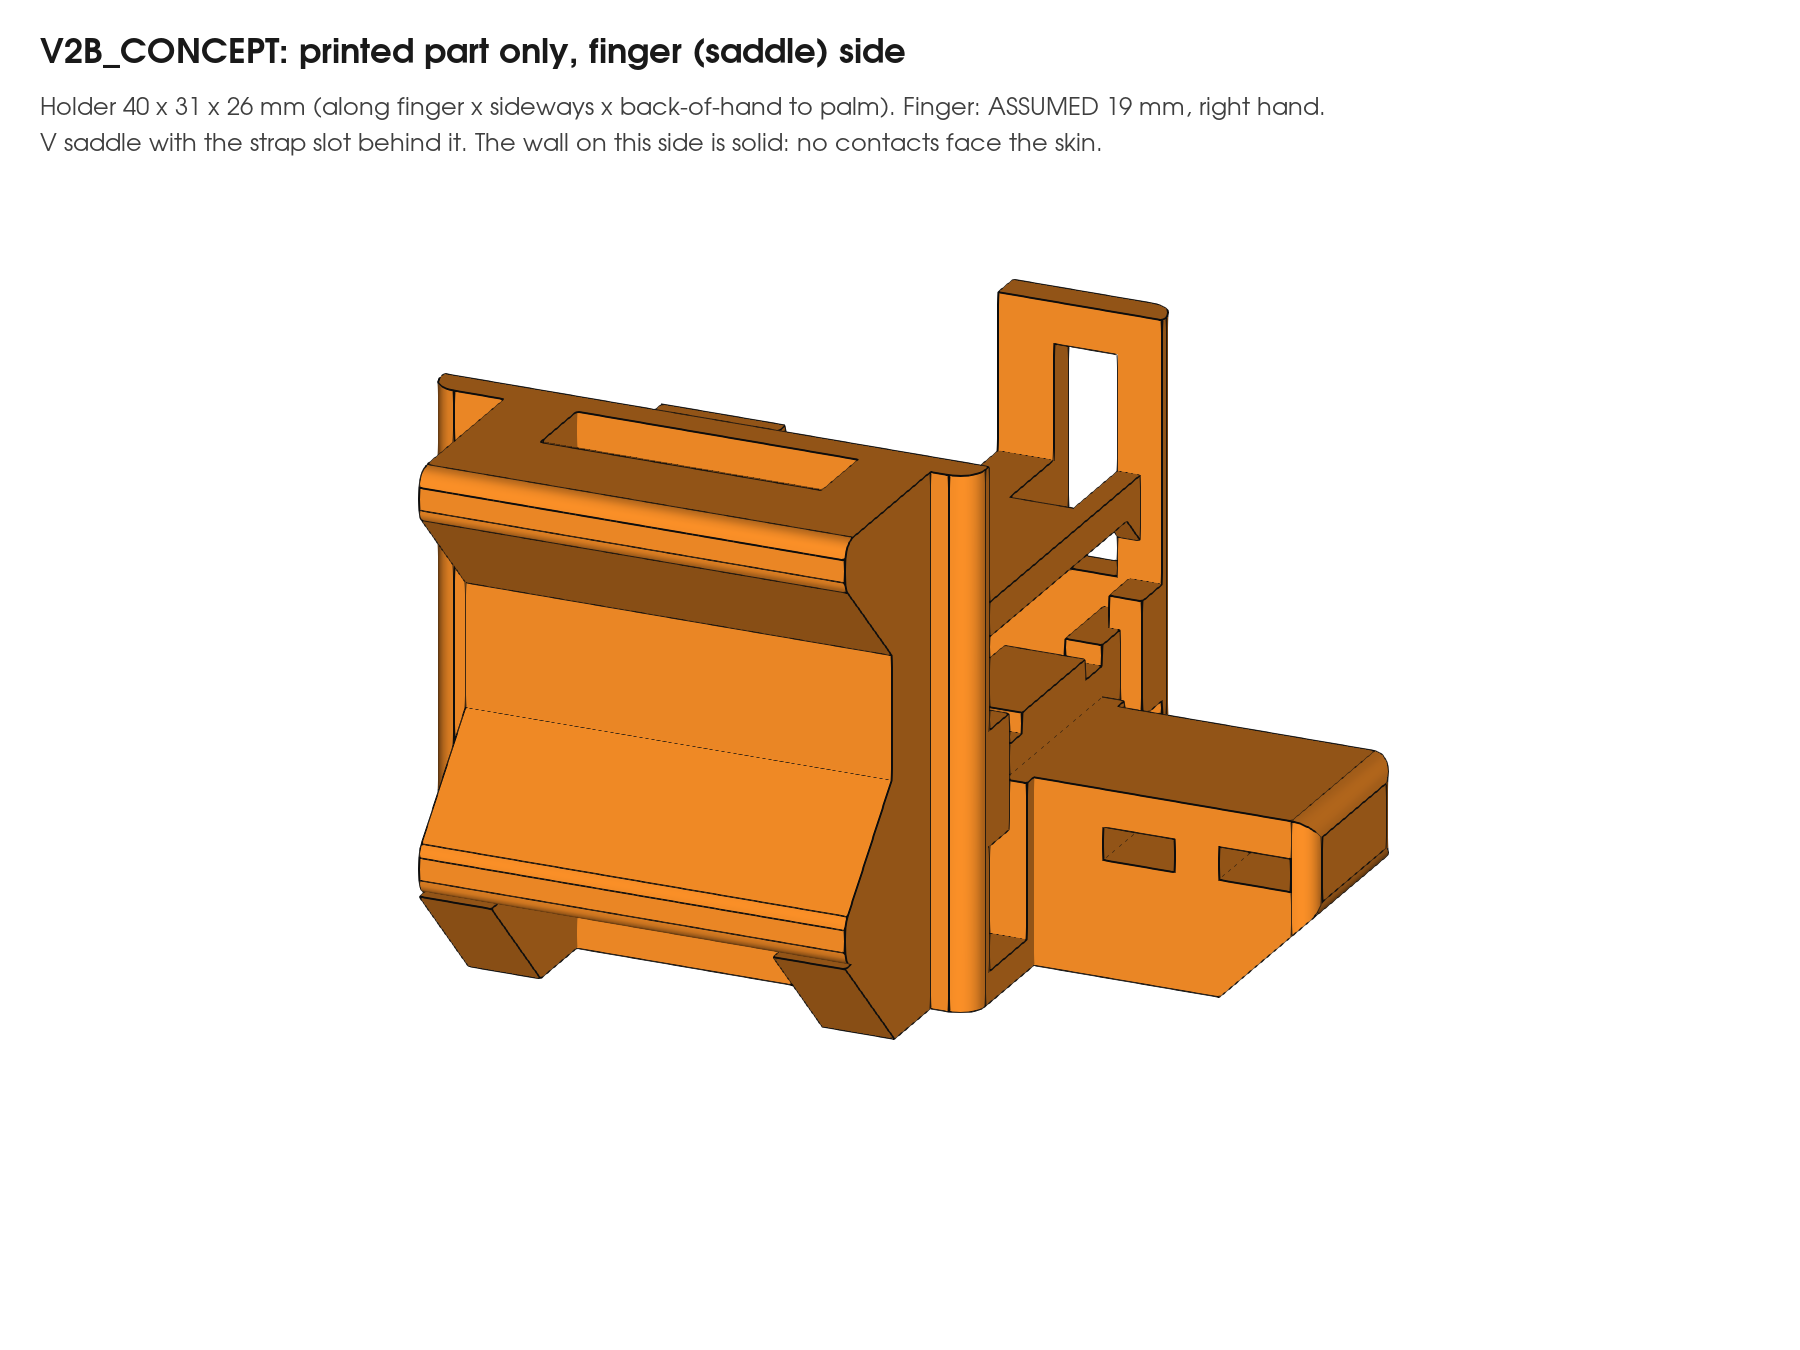 V2B_CONCEPT: printed part only, finger (saddle) side
Holder 40 x 31 x 26 mm (along finger x sideways x back-of-hand to palm). Finger: ASSUMED 19 mm, right hand.
V saddle with the strap slot behind it. The wall on this side is solid: no contacts face the skin.